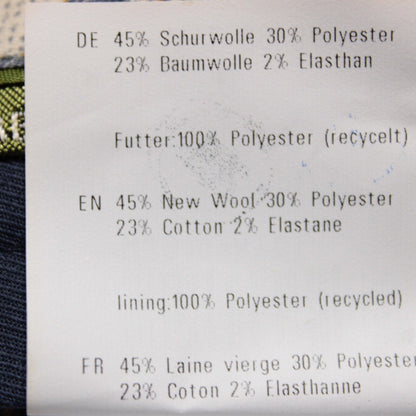 DE 45% Schurwolle 30% Polyester
23% Baumwolle 2% Elasthan
Futter:100% Polyester (recycelt)
EN 45% New Wool 30% Polyester
23% Cotton 2% Elastane
lining:100% Polyester (recycled)
FR 45% Laine vierge 30% Polyester
23% Coton 2% Elasthanne